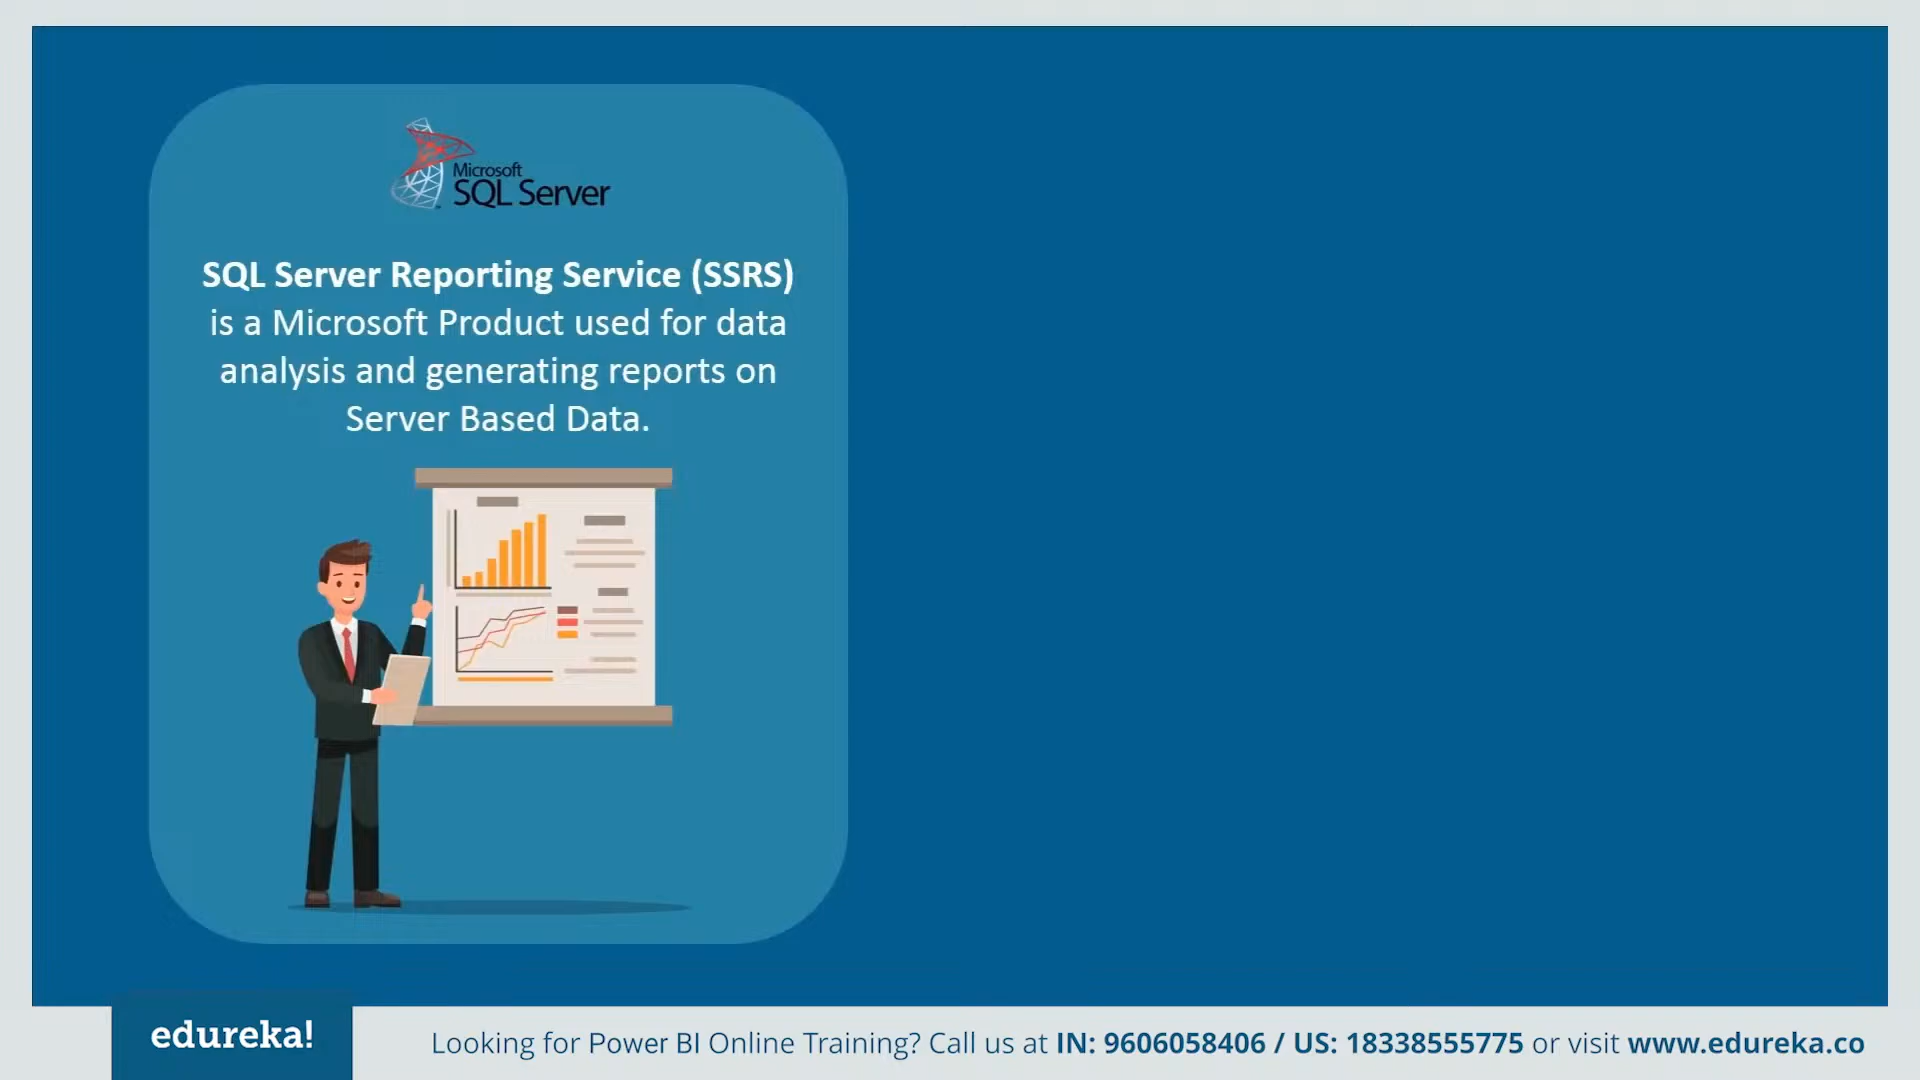 Microsoft
SQL Server
SQL Server Reporting Service (SSRS)
is a Microsoft Product used for data
analysis and generating reports on
Server Based Data.
edureka!
Looking for Power BI Online Training? Call us at IN: 9606058406 / US: 18338555775 or visit www.edureka.co